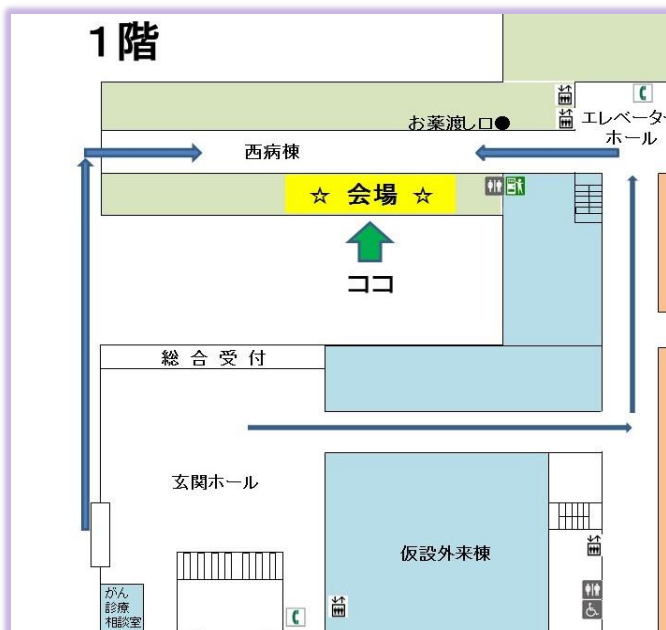 1階
お薬渡し口●
エレベーター
ホール
西病棟
☆ 会場 ☆
ココ
総合受付
玄関ホール
仮設外来棟
がん
診療
相談室